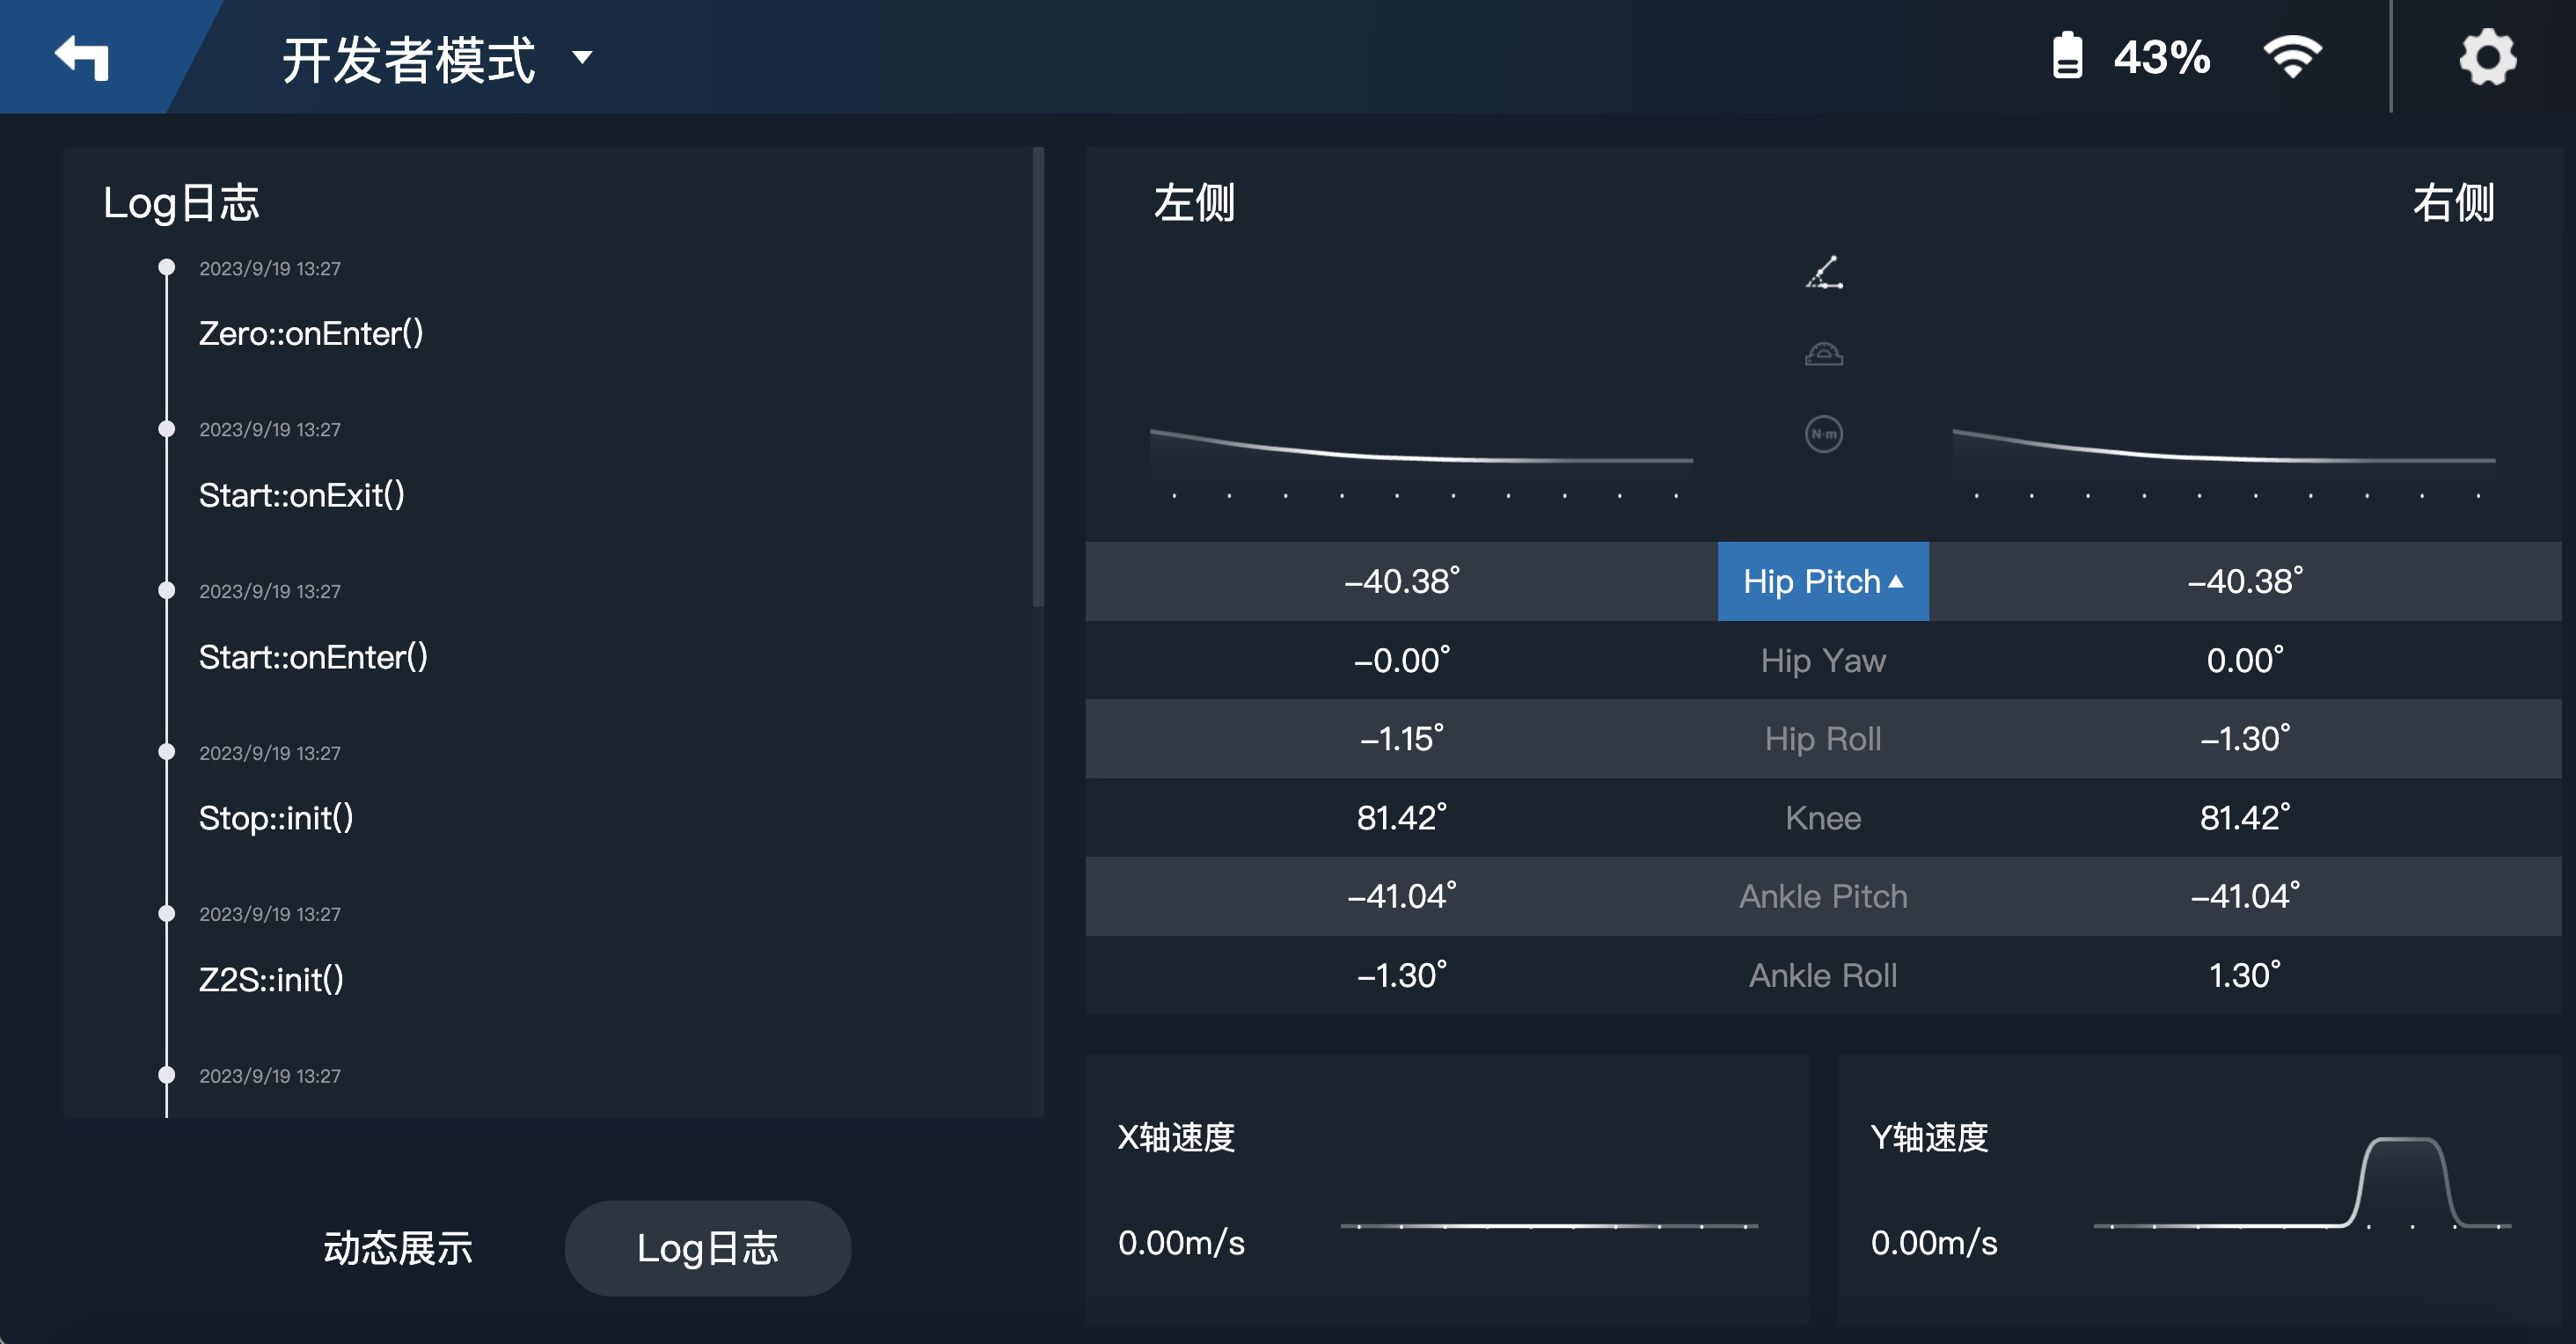 开发者模式
43%
Log日志
2023/9/19 13:27
Zero::onEnter()
2023/9/19 13:27
Start::onExit()
2023/9/19 13:27
Start::onEnter()
2023/9/19 13:27
Stop::init()
2023/9/19 13:27
Z2S::init()
2023/9/19 13:27
动态展示
Log日志
左侧
右侧
N·m
-40.38° Hip Pitch -40.38°
-0.00° Hip Yaw 0.00°
-1.15° Hip Roll -1.30°
81.42° Knee 81.42°
-41.04° Ankle Pitch -41.04°
-1.30° Ankle Roll 1.30°
X轴速度
0.00m/s
Y轴速度
0.00m/s